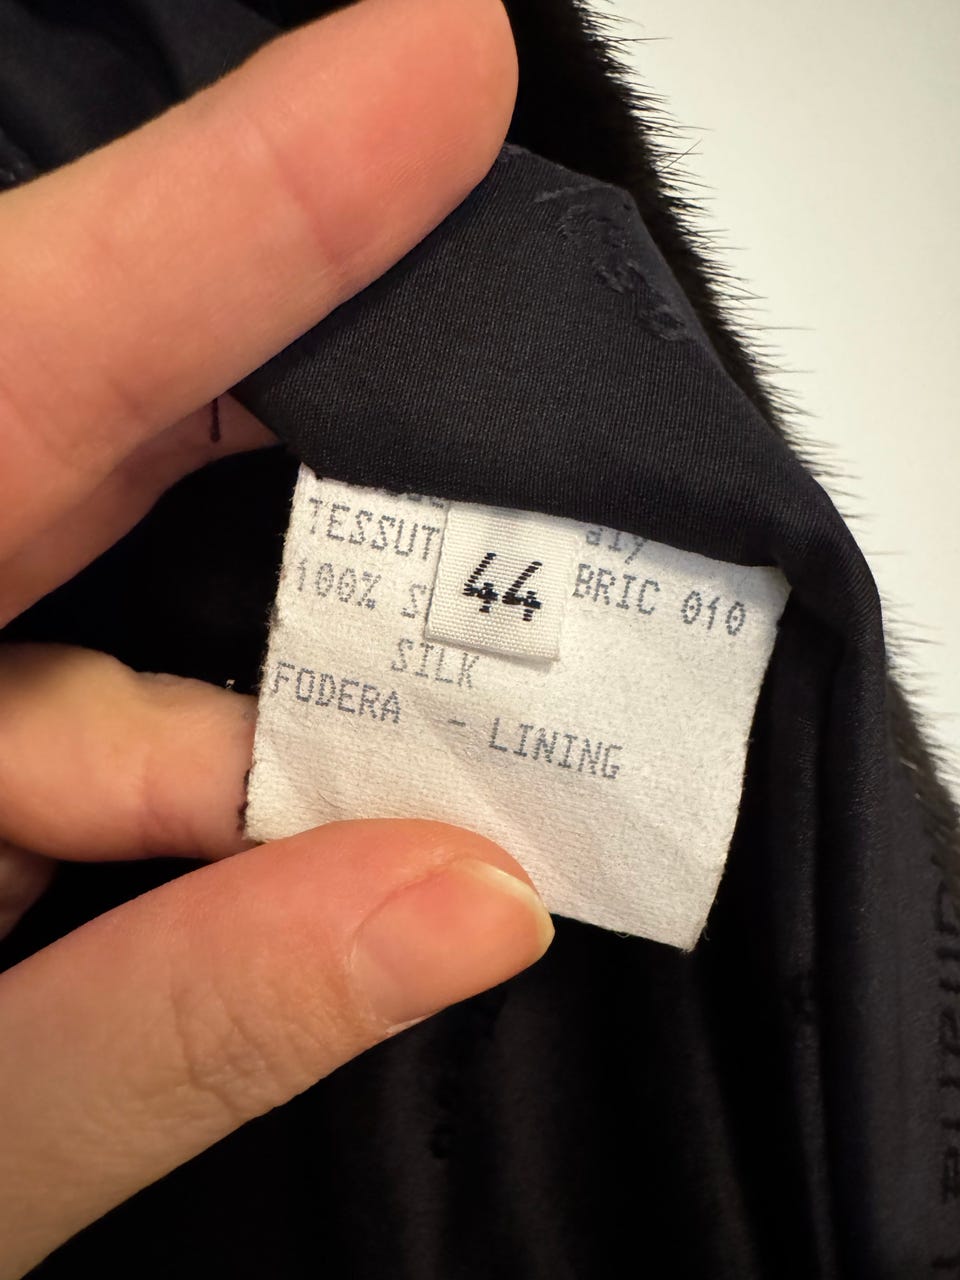 TESSUT BRIC 010
44
100% S
SILK
FODERA - LINING